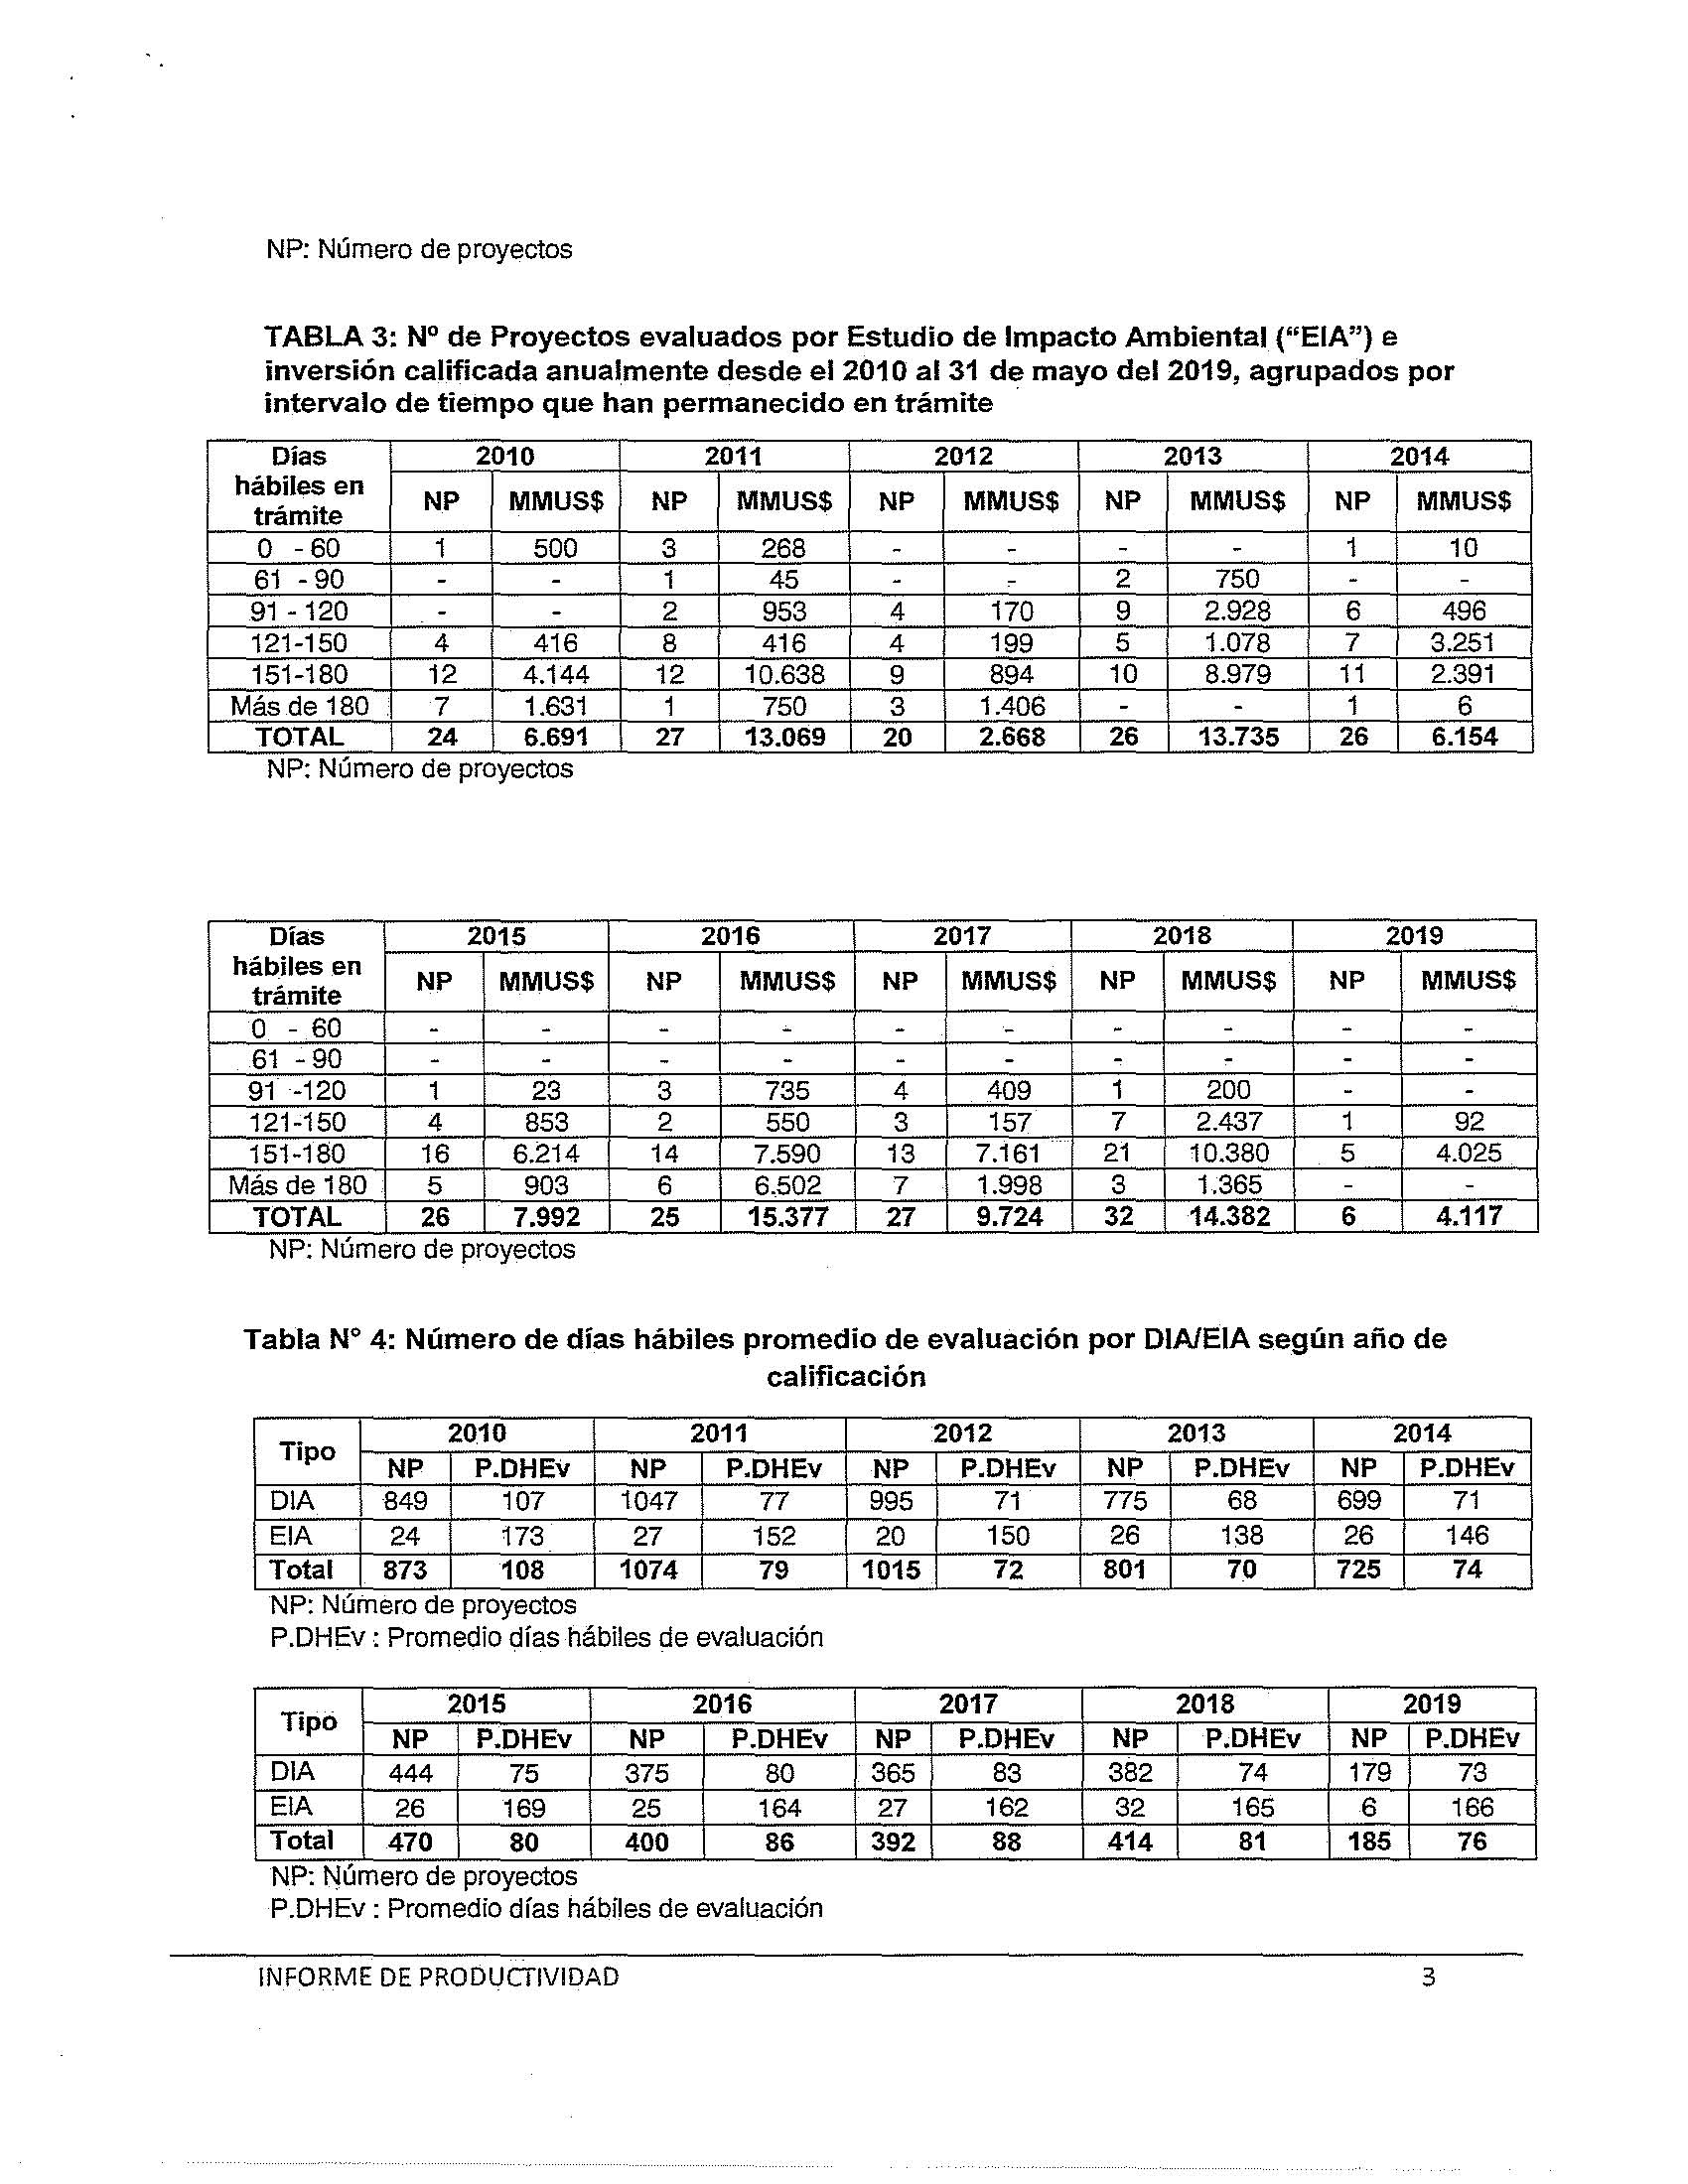 NP: Número de proyectos
TABLA 3: Nº de Proyectos evaluados por Estudio de Impacto Ambiental (“EIA”) e
inversión calificada anualmente desde el 2010 al 31 de mayo del 2019, agrupados por
intervalo de tiempo que han permanecido en trámite
Días hábiles en trámite 2010 2011 2012 2013 2014
NP MMUS$ NP MMUS$ NP MMUS$ NP MMUS$ NP MMUS$
0 - 60 1 500 3 268 - - - - 1 10
61 - 90 - - 1 45 - - 2 750 - -
91 - 120 - - 2 953 4 170 9 2.928 6 496
121-150 4 416 8 416 4 199 5 1.078 7 3.251
151-180 12 4.144 12 10.638 9 894 10 8.979 11 2.391
Más de 180 7 1.631 1 750 3 1.406 - - 1 6
TOTAL 24 6.691 27 13.069 20 2.668 26 13.735 26 6.154
NP: Número de proyectos
Días hábiles en trámite 2015 2016 2017 2018 2019
NP MMUS$ NP MMUS$ NP MMUS$ NP MMUS$ NP MMUS$
0 - 60 - - - - - - - - - -
61 - 90 - - - - - - - - - -
91 -120 1 23 3 735 4 409 1 200 - -
121-150 4 853 2 550 3 157 7 2.437 1 92
151-180 16 6.214 14 7.590 13 7.161 21 10.380 5 4.025
Más de 180 5 903 6 6.502 7 1.998 3 1.365 - -
TOTAL 26 7.992 25 15.377 27 9.724 32 14.382 6 4.117
NP: Número de proyectos
Tabla N° 4: Número de días hábiles promedio de evaluación por DIA/EIA según año de
calificación
Tipo 2010 2011 2012 2013 2014
NP P.DHEv NP P.DHEv NP P.DHEv NP P.DHEv NP P.DHEv
DIA 849 107 1047 77 995 71 775 68 699 71
EIA 24 173 27 152 20 150 26 138 26 146
Total 873 108 1074 79 1015 72 801 70 725 74
NP: Número de proyectos
P.DHEv : Promedio días hábiles de evaluación
Tipo 2015 2016 2017 2018 2019
NP P.DHEv NP P.DHEv NP P.DHEv NP P.DHEv NP P.DHEv
DIA 444 75 375 80 365 83 382 74 179 73
EIA 26 169 25 164 27 162 32 165 6 166
Total 470 80 400 86 392 88 414 81 185 76
NP: Número de proyectos
P.DHEv : Promedio días hábiles de evaluación
INFORME DE PRODUCTIVIDAD 3